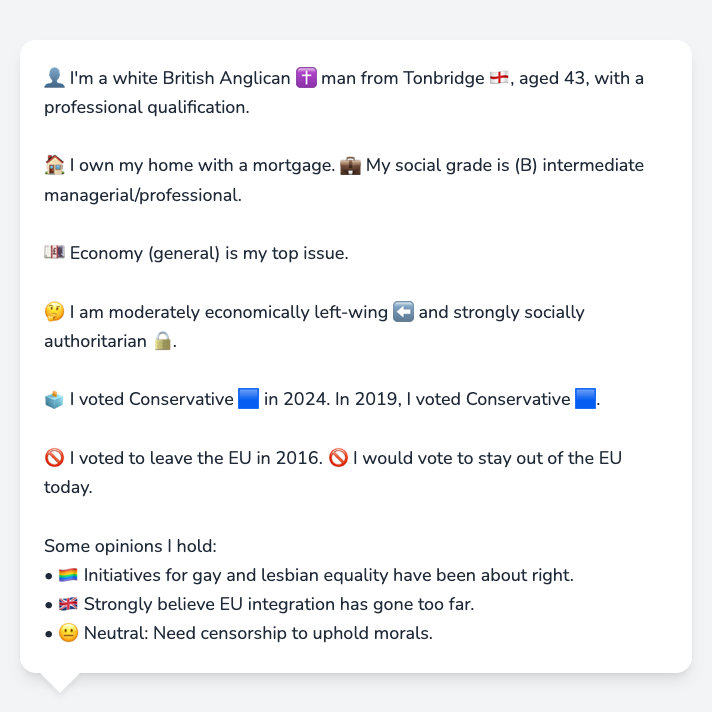 👤 I'm a white British Anglican ✝️ man from Tonbridge 🏴󠁧󠁢󠁥󠁮󠁧󠁿, aged 43, with a
professional qualification.
🏠 I own my home with a mortgage. 💼 My social grade is (B) intermediate
managerial/professional.
💷 Economy (general) is my top issue.
🤔 I am moderately economically left-wing ⬅️ and strongly socially
authoritarian 🔒.
🗳️ I voted Conservative 🟦 in 2024. In 2019, I voted Conservative 🟦.
🚫 I voted to leave the EU in 2016. 🚫 I would vote to stay out of the EU
today.
Some opinions I hold:
• 🏳️‍🌈 Initiatives for gay and lesbian equality have been about right.
• 🇬🇧 Strongly believe EU integration has gone too far.
• 😐 Neutral: Need censorship to uphold morals.